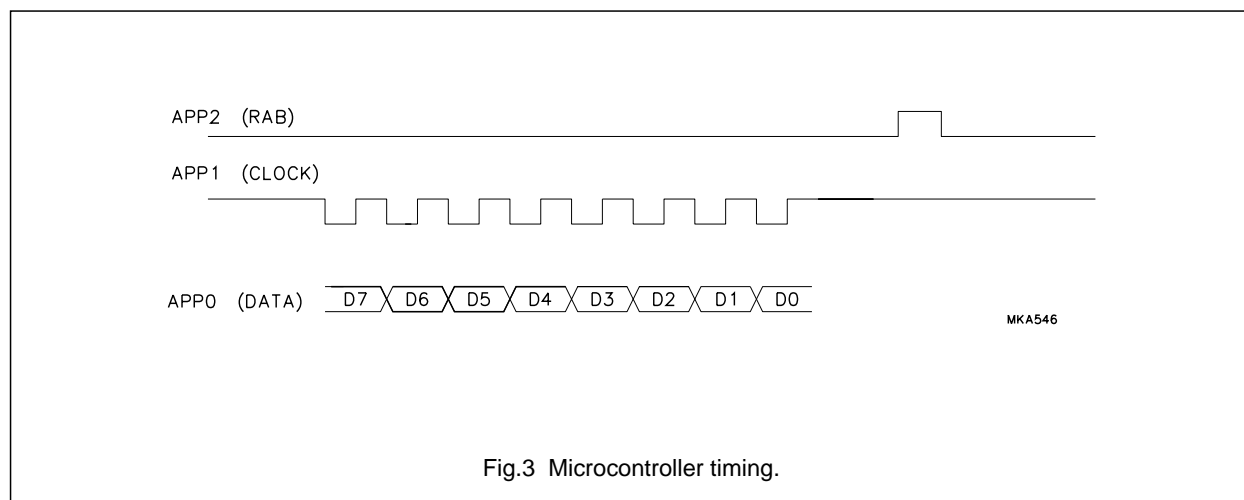 APP2 (RAB)
APP1 (CLOCK)
APP0 (DATA) D7 D6 D5 D4 D3 D2 D1 D0
MKA546
Fig.3 Microcontroller timing.